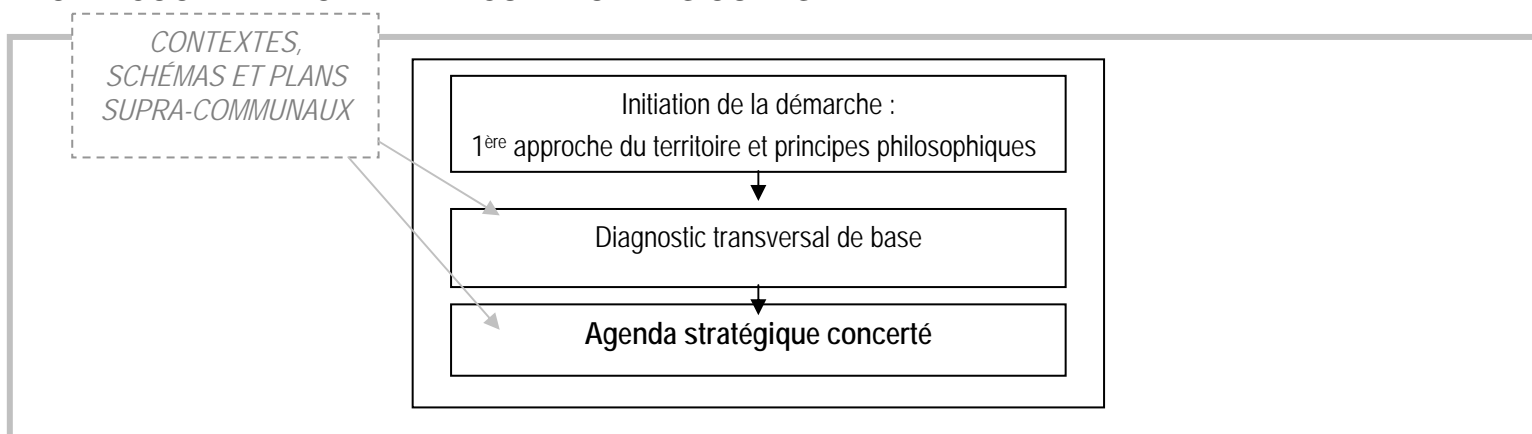 CONTEXTES,
SCHÉMAS ET PLANS
SUPRA-COMMUNAUX
Initiation de la démarche :
1ère approche du territoire et principes philosophiques
Diagnostic transversal de base
Agenda stratégique concerté